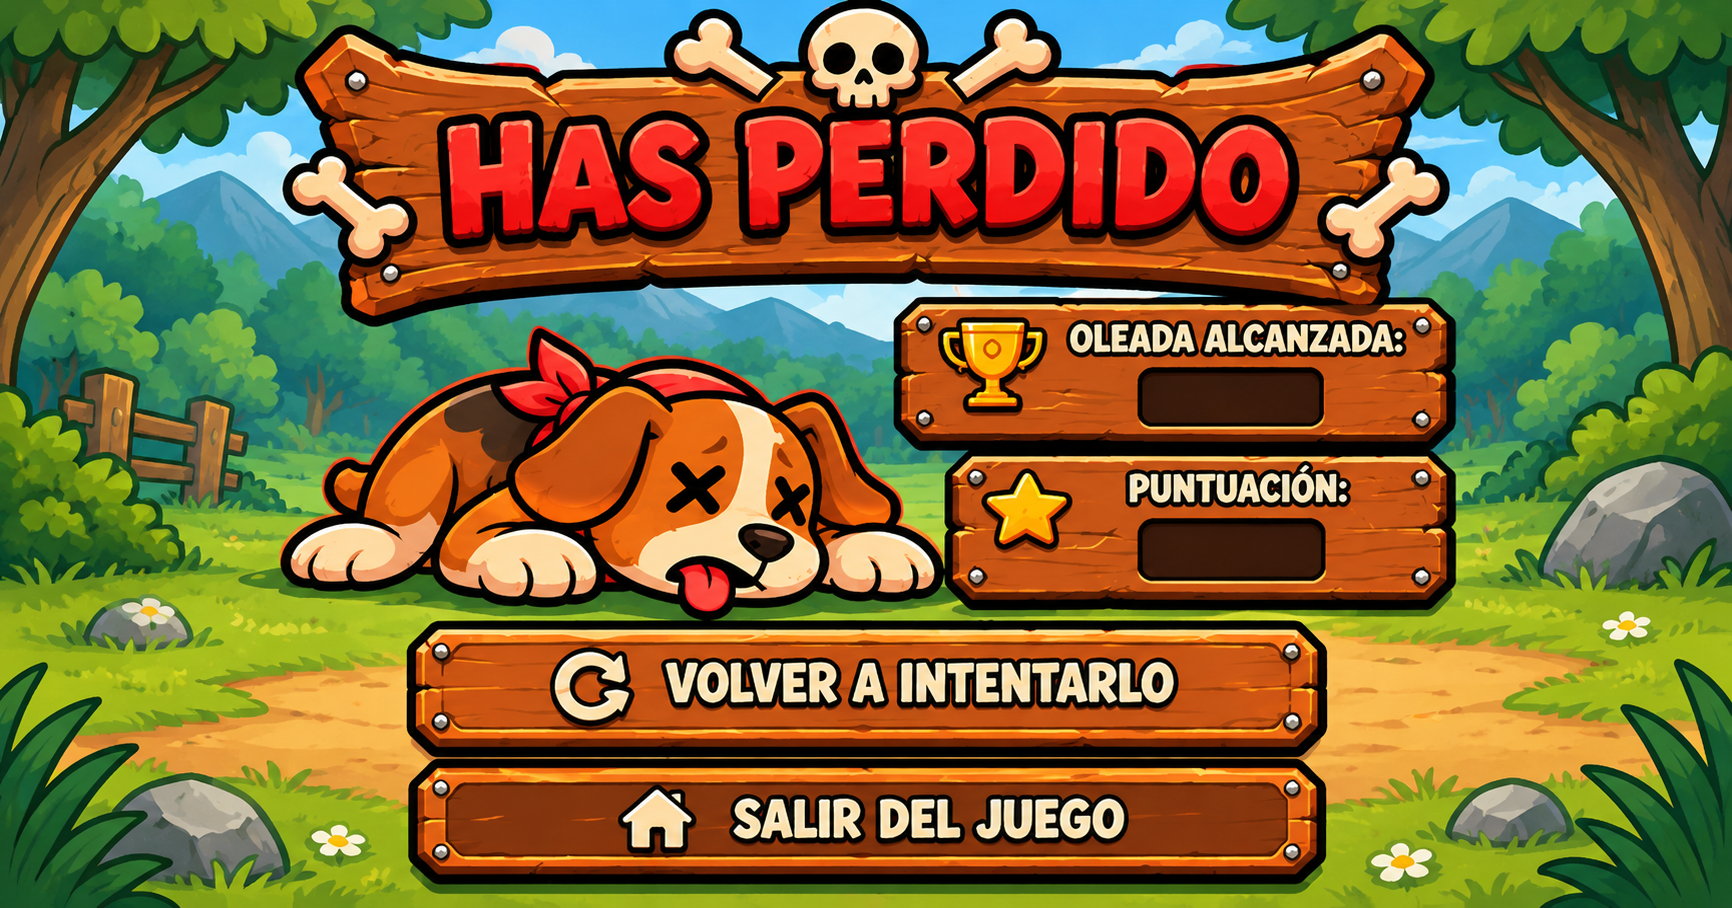 HAS PERDIDO
OLEADA ALCANZADA:
PUNTUACIÓN:
VOLVER A INTENTARLO
SALIR DEL JUEGO